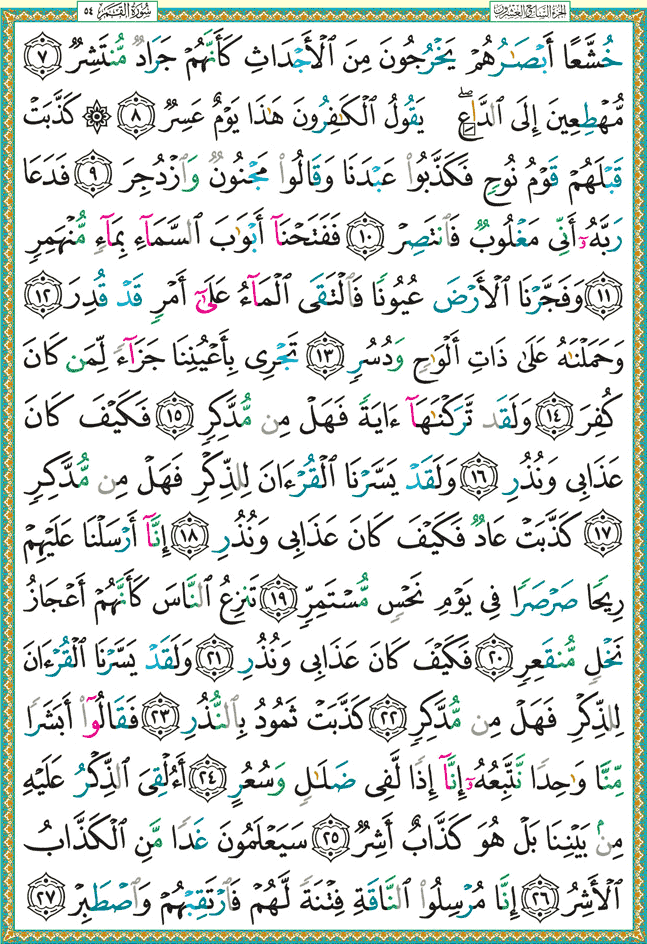 الجزء السابع والعشرون سورة القمر ٥٤
خُشَّعًا أَبْصَـٰرُهُمْ يَخْرُجُونَ مِنَ ٱلْأَجْدَاثِ كَأَنَّهُمْ جَرَادٌ مُّنتَشِرٌ ﴿٧﴾
مُّهْطِعِينَ إِلَى ٱلدَّاعِ ۖ يَقُولُ ٱلْكَـٰفِرُونَ هَـٰذَا يَوْمٌ عَسِرٌ ﴿٨﴾ ۞ كَذَّبَتْ
قَبْلَهُمْ قَوْمُ نُوحٍ فَكَذَّبُوا۟ عَبْدَنَا وَقَالُوا۟ مَجْنُونٌ وَٱزْدُجِرَ ﴿٩﴾ فَدَعَا
رَبَّهُۥٓ أَنِّى مَغْلُوبٌ فَٱنتَصِرْ ﴿١٠﴾ فَفَتَحْنَآ أَبْوَٰبَ ٱلسَّمَآءِ بِمَآءٍ مُّنْهَمِرٍ
﴿١١﴾ وَفَجَّرْنَا ٱلْأَرْضَ عُيُونًا فَٱلْتَقَى ٱلْمَآءُ عَلَىٰٓ أَمْرٍ قَدْ قُدِرَ ﴿١٢﴾
وَحَمَلْنَـٰهُ عَلَىٰ ذَاتِ أَلْوَٰحٍ وَدُسُرٍ ﴿١٣﴾ تَجْرِى بِأَعْيُنِنَا جَزَآءً لِّمَن كَانَ
كُفِرَ ﴿١٤﴾ وَلَقَد تَّرَكْنَـٰهَآ ءَايَةً فَهَلْ مِن مُّدَّكِرٍ ﴿١٥﴾ فَكَيْفَ كَانَ
عَذَابِى وَنُذُرِ ﴿١٦﴾ وَلَقَدْ يَسَّرْنَا ٱلْقُرْءَانَ لِلذِّكْرِ فَهَلْ مِن مُّدَّكِرٍ
﴿١٧﴾ كَذَّبَتْ عَادٌ فَكَيْفَ كَانَ عَذَابِى وَنُذُرِ ﴿١٨﴾ إِنَّآ أَرْسَلْنَا عَلَيْهِمْ
رِيحًا صَرْصَرًا فِى يَوْمِ نَحْسٍ مُّسْتَمِرٍّ ﴿١٩﴾ تَنزِعُ ٱلنَّاسَ كَأَنَّهُمْ أَعْجَازُ
نَخْلٍ مُّنقَعِرٍ ﴿٢٠﴾ فَكَيْفَ كَانَ عَذَابِى وَنُذُرِ ﴿٢١﴾ وَلَقَدْ يَسَّرْنَا ٱلْقُرْءَانَ
لِلذِّكْرِ فَهَلْ مِن مُّدَّكِرٍ ﴿٢٢﴾ كَذَّبَتْ ثَمُودُ بِٱلنُّذُرِ ﴿٢٣﴾ فَقَالُوٓا۟ أَبَشَرًا
مِّنَّا وَٰحِدًا نَّتَّبِعُهُۥٓ إِنَّآ إِذًا لَّفِى ضَلَـٰلٍ وَسُعُرٍ ﴿٢٤﴾ أَءُلْقِىَ ٱلذِّكْرُ عَلَيْهِ
مِنۢ بَيْنِنَا بَلْ هُوَ كَذَّابٌ أَشِرٌ ﴿٢٥﴾ سَيَعْلَمُونَ غَدًا مَّنِ ٱلْكَذَّابُ
ٱلْأَشِرُ ﴿٢٦﴾ إِنَّا مُرْسِلُوا۟ ٱلنَّاقَةِ فِتْنَةً لَّهُمْ فَٱرْتَقِبْهُمْ وَٱصْطَبِرْ ﴿٢٧﴾